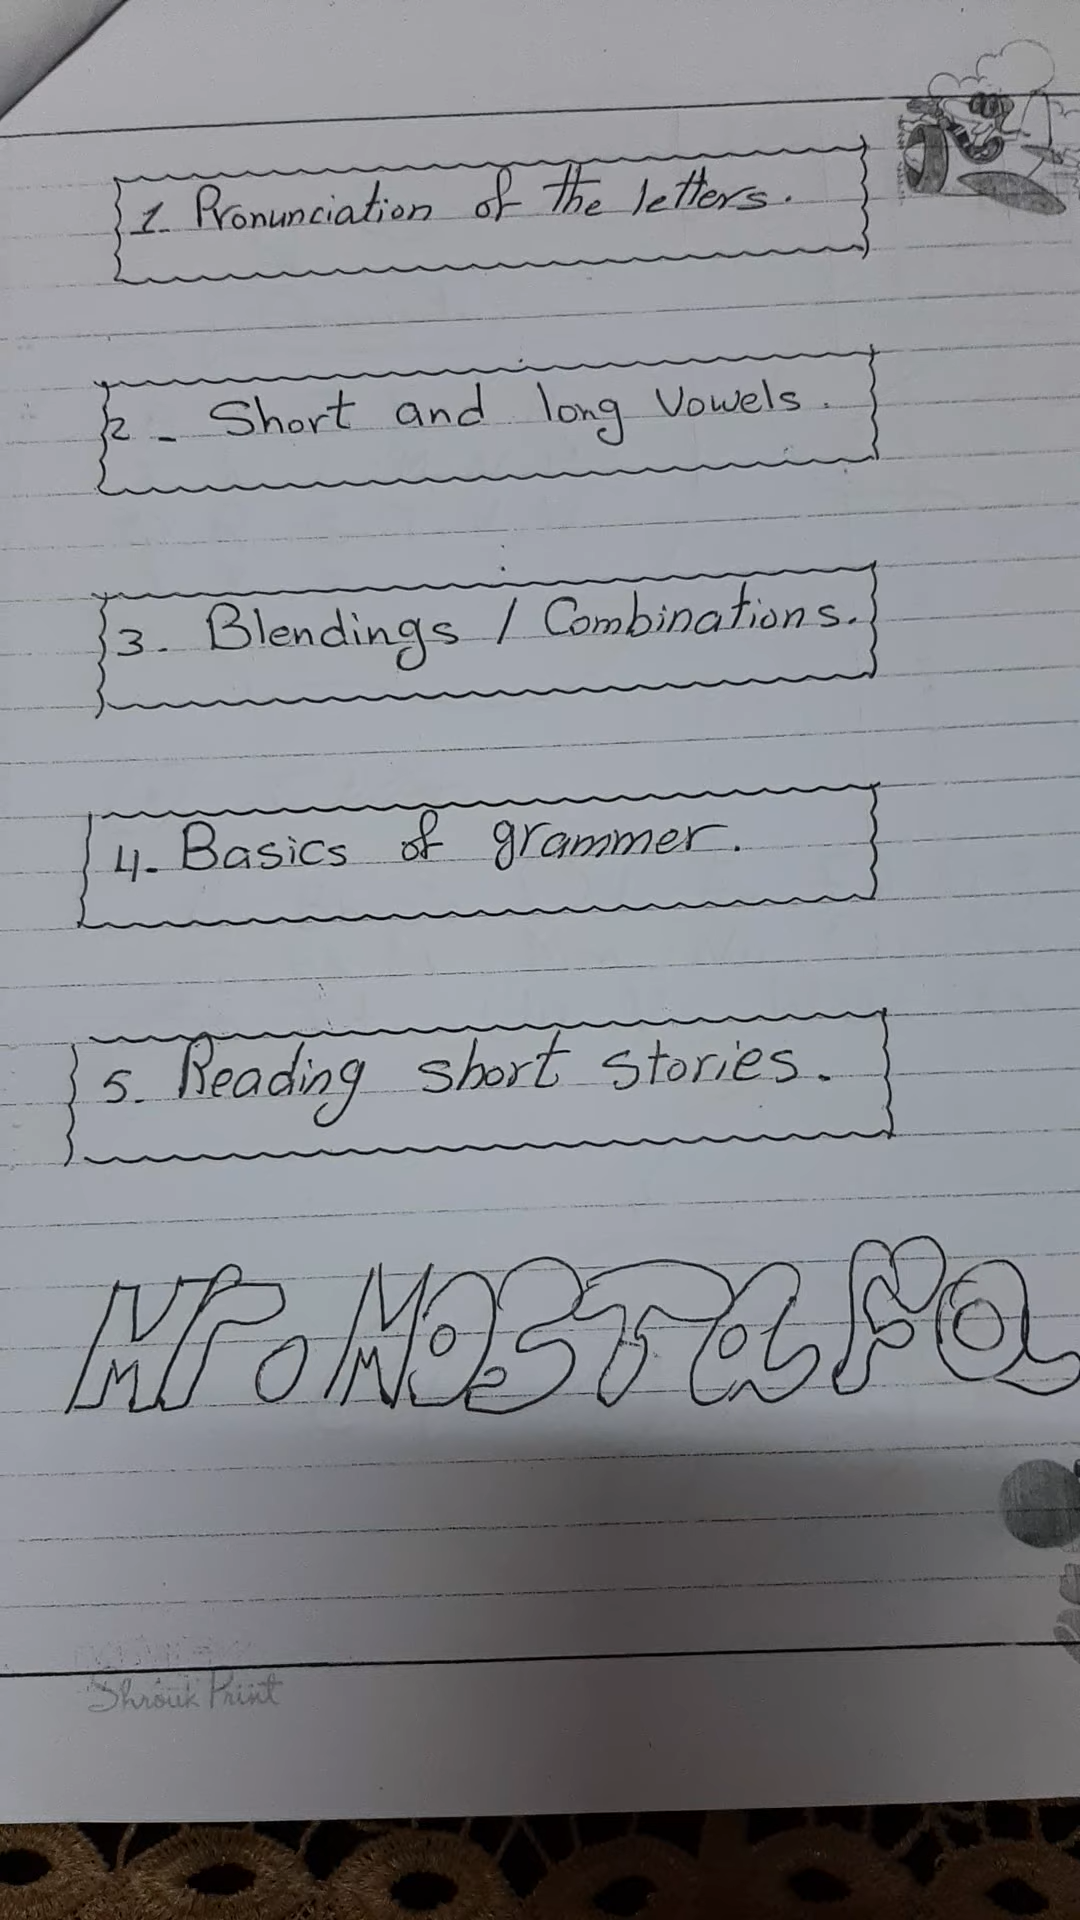 1. Pronunciation of the letters.
2 - Short and long Vowels.
3. Blendings / Combinations.
4. Basics of grammer.
5. Reading short stories.
Mr. MosTafa
Shrouk Print